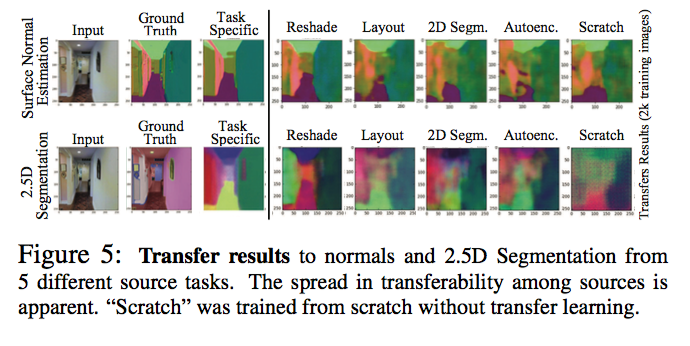 Surface Normal
Estimation
Input
Ground
Truth
Task
Specific
Reshade
Layout
2D Segm.
Autoenc.
Scratch
2.5D
Segmentation
Input
Ground
Truth
Task
Specific
Reshade
Layout
2D Segm.
Autoenc.
Scratch
Transfers Results (2k training images)
Figure 5: Transfer results to normals and 2.5D Segmentation from
5 different source tasks. The spread in transferability among sources is
apparent. “Scratch” was trained from scratch without transfer learning.